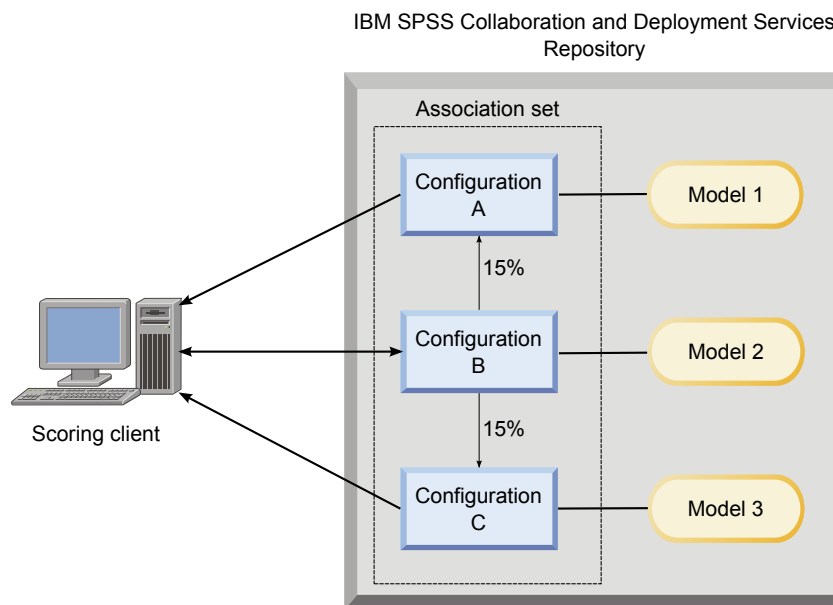 IBM SPSS Collaboration and Deployment Services
Repository
Association set
Configuration
A
Model 1
15%
Configuration
B
Model 2
Scoring client
15%
Configuration
C
Model 3